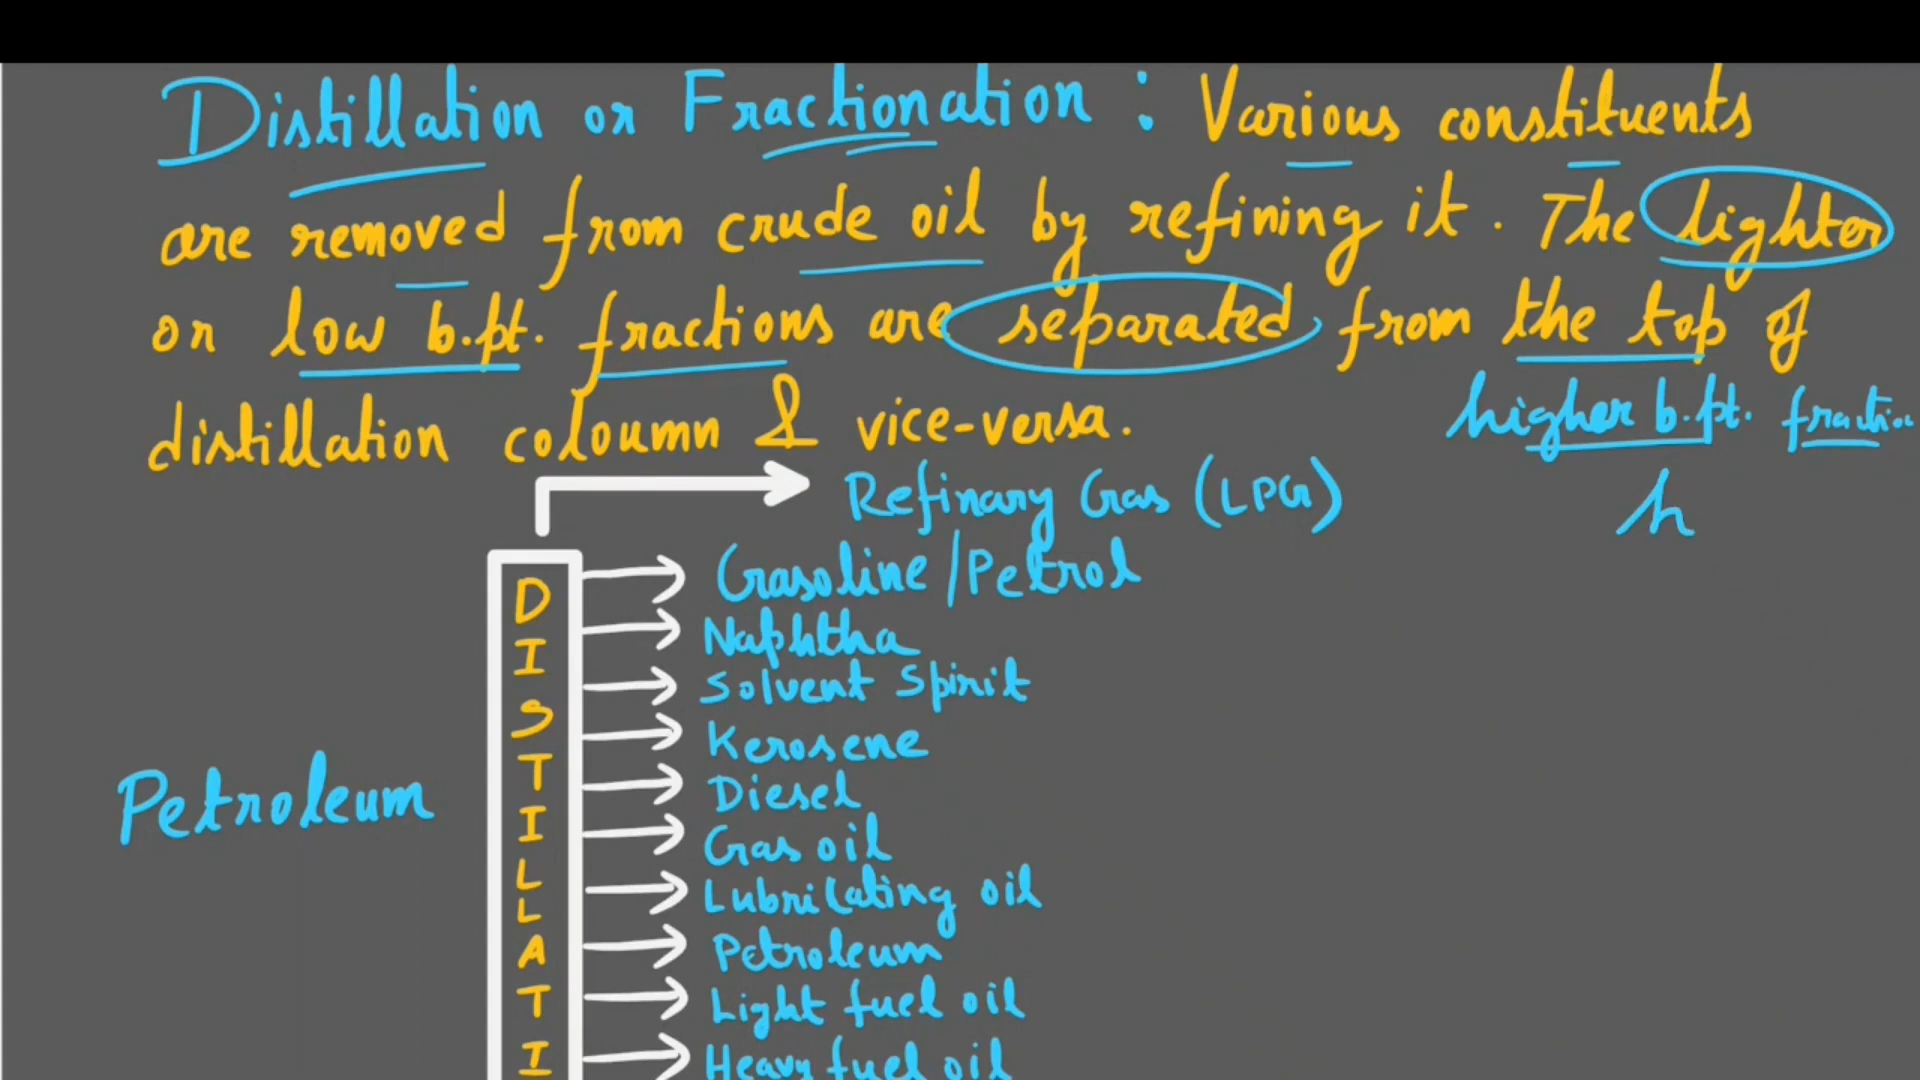 Distillation or Fractionation : Various constituents
are removed from crude oil by refining it. The lighter
or low b.pt. fractions are separated from the top of
distillation coloumn & vice-versa.
higher b.pt. fractio
h
Refinary Gas (LPG)
Gasoline/Petrol
Naphtha
Solvent Spirit
Kerosene
Diesel
Petroleum
Gas oil
Lubricating oil
Petroleum
Light fuel oil
Heavy fuel oil
D
I
S
T
I
L
L
A
T
I